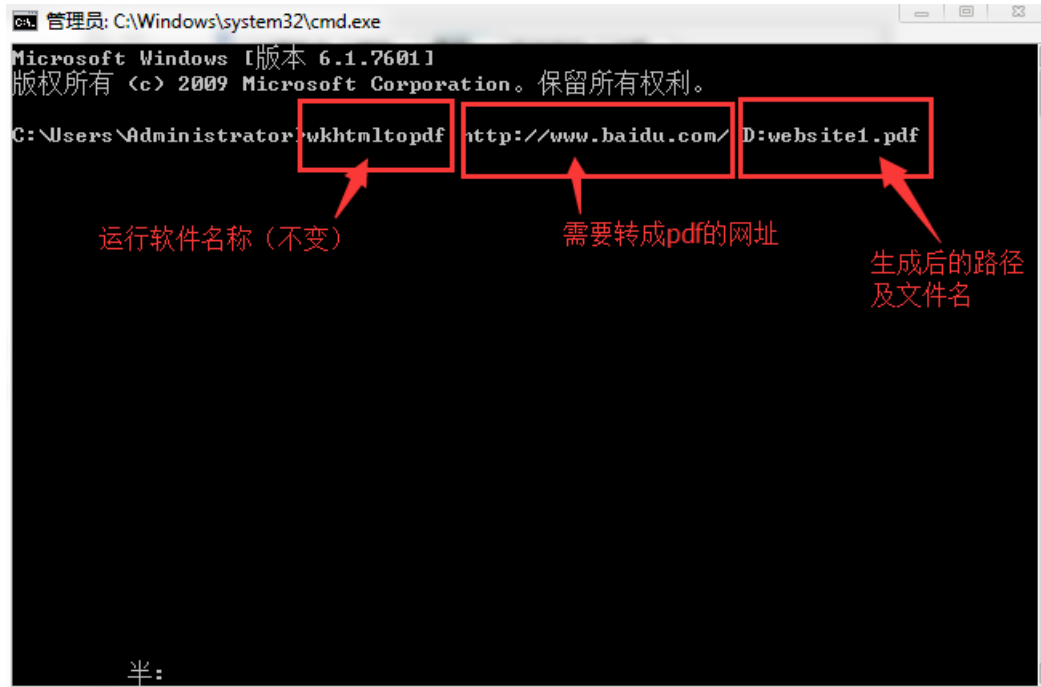 管理员: C:\Windows\system32\cmd.exe
Microsoft Windows [版本 6.1.7601]
版权所有 (c) 2009 Microsoft Corporation。保留所有权利。
C:\Users\Administrator>wkhtmltopdf http://www.baidu.com/ D:website1.pdf
运行软件名称（不变）
需要转成pdf的网址
生成后的路径
及文件名
半: